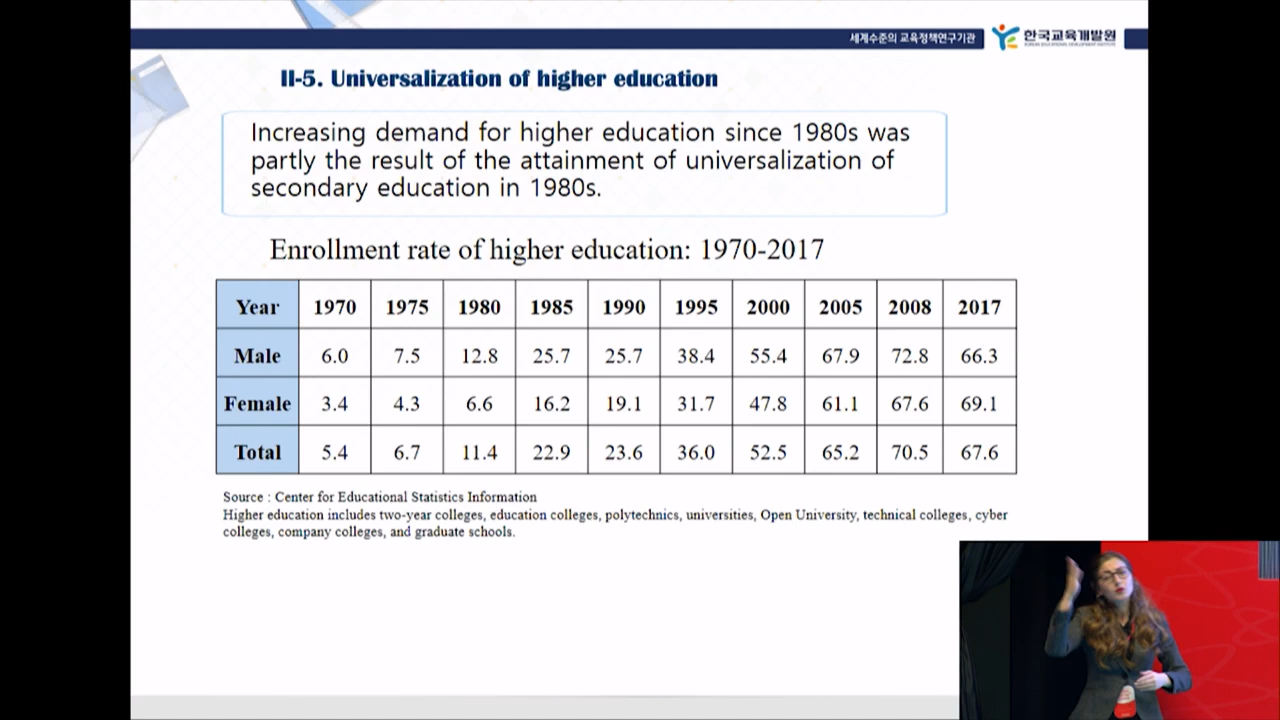 세계수준의 교육정책연구기관
한국교육개발원
KOREAN EDUCATIONAL DEVELOPMENT INSTITUTE
II-5. Universalization of higher education
Increasing demand for higher education since 1980s was
partly the result of the attainment of universalization of
secondary education in 1980s.
Enrollment rate of higher education: 1970-2017
Year 1970 1975 1980 1985 1990 1995 2000 2005 2008 2017
Male 6.0 7.5 12.8 25.7 25.7 38.4 55.4 67.9 72.8 66.3
Female 3.4 4.3 6.6 16.2 19.1 31.7 47.8 61.1 67.6 69.1
Total 5.4 6.7 11.4 22.9 23.6 36.0 52.5 65.2 70.5 67.6
Source : Center for Educational Statistics Information
Higher education includes two-year colleges, education colleges, polytechnics, universities, Open University, technical colleges, cyber
colleges, company colleges, and graduate schools.